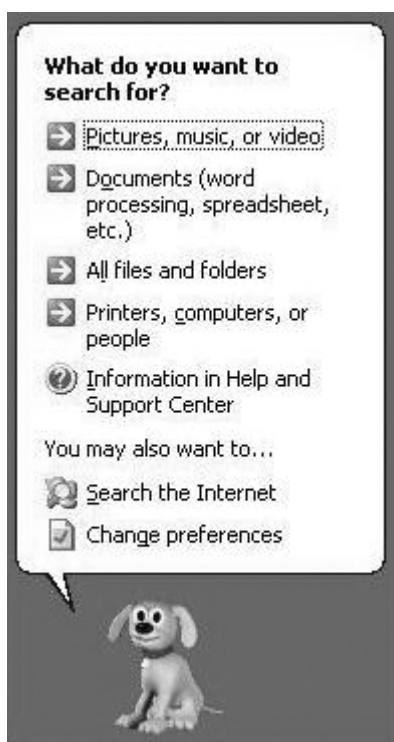 What do you want to
search for?
Pictures, music, or video
Documents (word
processing, spreadsheet,
etc.)
All files and folders
Printers, computers, or
people
Information in Help and
Support Center
You may also want to...
Search the Internet
Change preferences